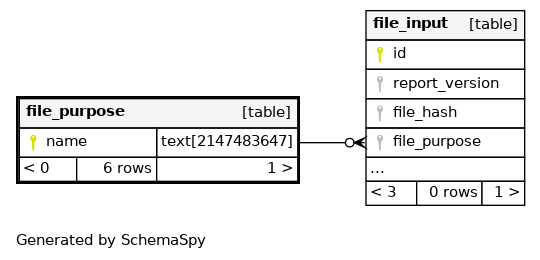 file_purpose [table]
name text[2147483647]
< 0 6 rows 1 >
file_input [table]
id
report_version
file_hash
file_purpose
...
< 3 0 rows 1 >
Generated by SchemaSpy